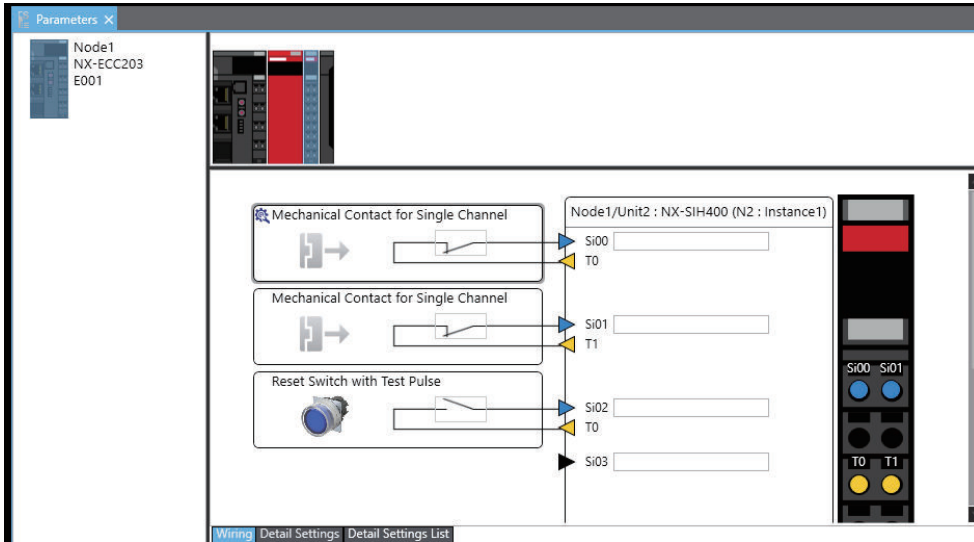 Parameters
Node1
NX-ECC203
E001
Mechanical Contact for Single Channel
Node1/Unit2 : NX-SIH400 (N2 : Instance1)
Si00
T0
Mechanical Contact for Single Channel
Si01
T1
Reset Switch with Test Pulse
Si02
T0
Si03
Si00 Si01
T0 T1
Wiring Detail Settings Detail Settings List